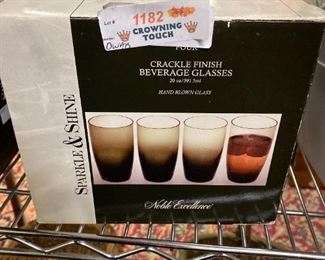 Lot #
1182
CROWNING
TOUCH
FOUR
CRACKLE FINISH
BEVERAGE GLASSES
20 oz/591.5ml
HAND BLOWN GLASS
SPARKLE & SHINE
Noble Excellence